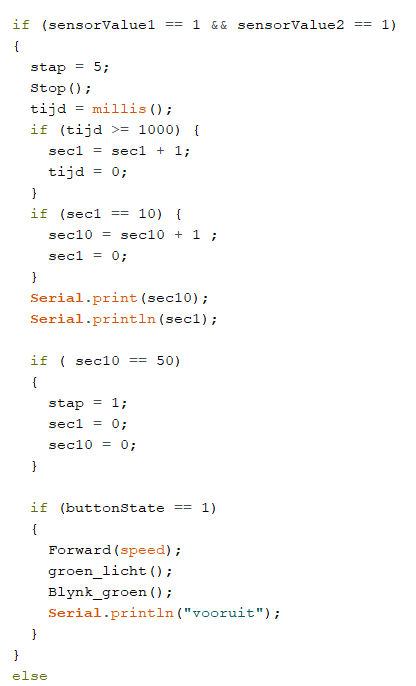 if (sensorValue1 == 1 && sensorValue2 == 1)
{
stap = 5;
Stop();
tijd = millis();
if (tijd >= 1000) {
sec1 = sec1 + 1;
tijd = 0;
}
if (sec1 == 10) {
sec10 = sec10 + 1 ;
sec1 = 0;
}
Serial.print(sec10);
Serial.println(sec1);
if ( sec10 == 50)
{
stap = 1;
sec1 = 0;
sec10 = 0;
}
if (buttonState == 1)
{
Forward(speed);
groen_licht();
Blynk_groen();
Serial.println("vooruit");
}
}
else